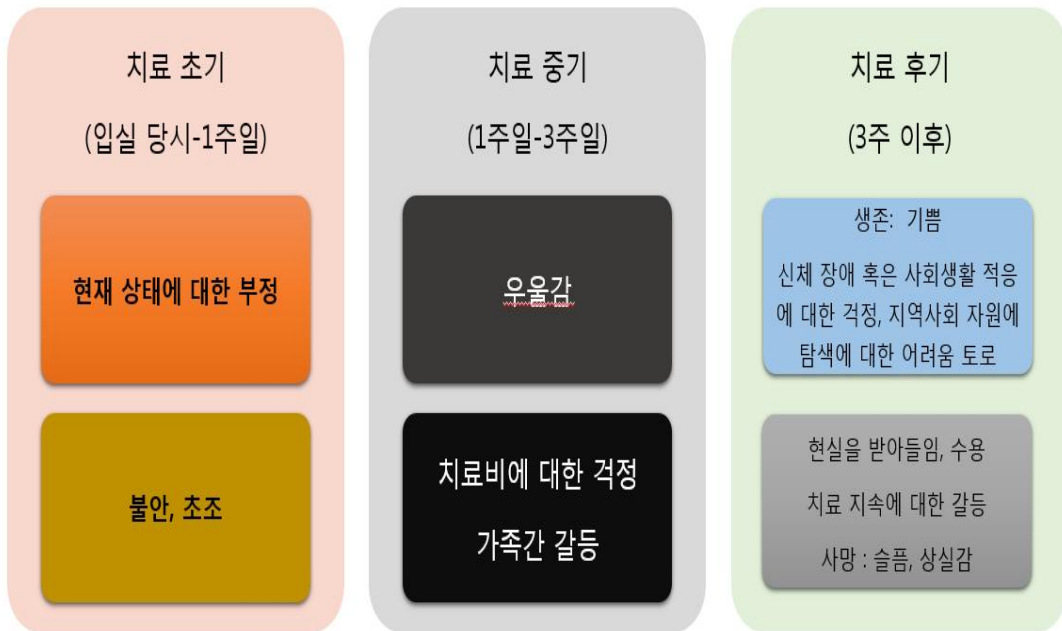 치료 초기
(입실 당시-1주일)
현재 상태에 대한 부정
불안, 초조
치료 중기
(1주일-3주일)
우울감
치료비에 대한 걱정
가족간 갈등
치료 후기
(3주 이후)
생존: 기쁨
신체 장애 혹은 사회생활 적응
에 대한 걱정, 지역사회 자원에
탐색에 대한 어려움 토로
현실을 받아들임, 수용
치료 지속에 대한 갈등
사망 : 슬픔, 상실감